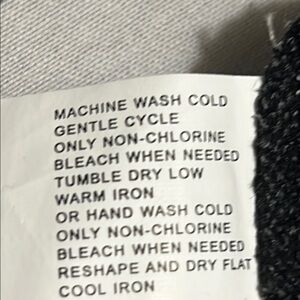 MACHINE WASH COLD
GENTLE CYCLE
ONLY NON-CHLORINE
BLEACH WHEN NEEDED
TUMBLE DRY LOW
WARM IRON
OR HAND WASH COLD
ONLY NON-CHLORINE
BLEACH WHEN NEEDED
RESHAPE AND DRY FLAT
COOL IRON